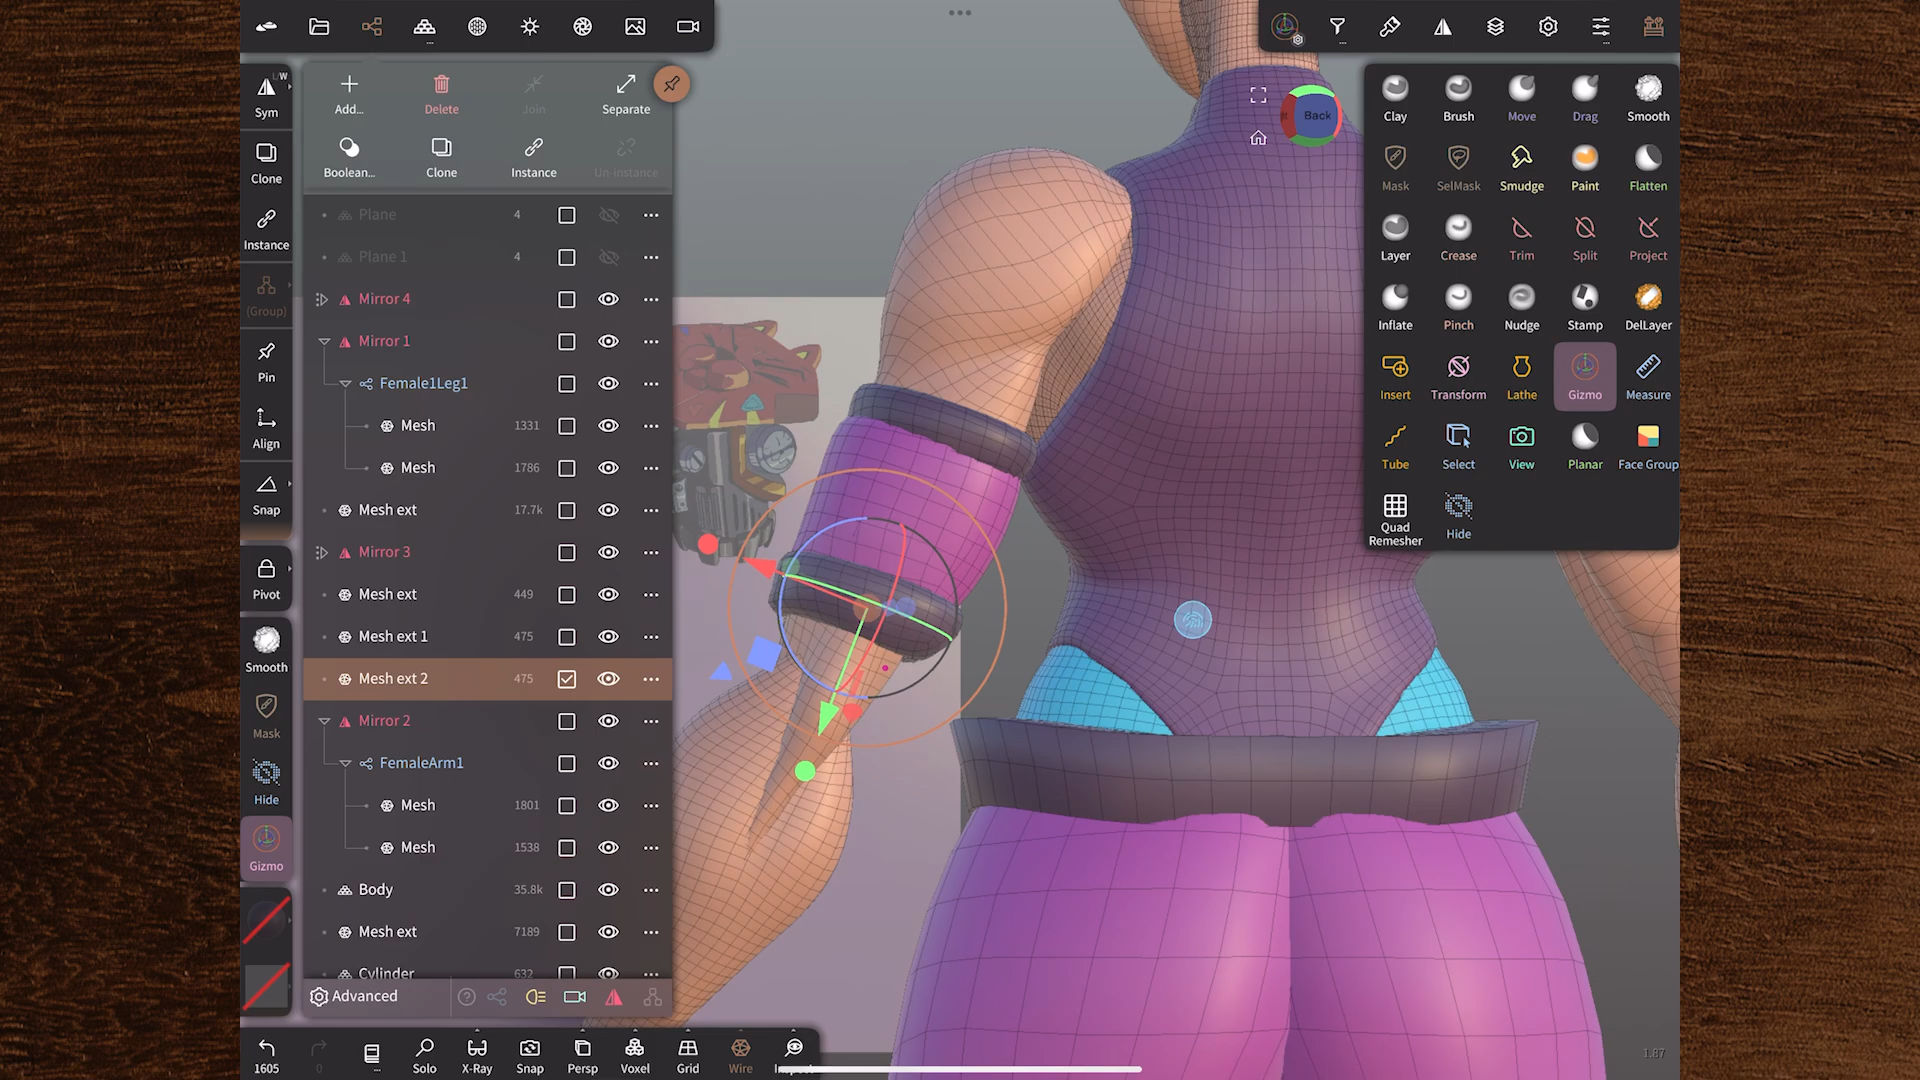 L/W
Sym
Clone
Instance
(Group)
Pin
Align
Snap
Pivot
Smooth
Mask
Hide
Gizmo
Add...
Delete
Join
Separate
Boolean...
Clone
Instance
Un-instance
Plane 4
Plane 1 4
Mirror 4
Mirror 1
Female1Leg1
Mesh 1331
Mesh 1786
Mesh ext 17.7k
Mirror 3
Mesh ext 449
Mesh ext 1 475
Mesh ext 2 475
Mirror 2
FemaleArm1
Mesh 1801
Mesh 1538
Body 35.8k
Mesh ext 7189
Cylinder 632
Advanced
1605
0
Solo
X-Ray
Snap
Persp
Voxel
Grid
Wire
Back
Clay Brush Move Drag Smooth
Mask SelMask Smudge Paint Flatten
Layer Crease Trim Split Project
Inflate Pinch Nudge Stamp DelLayer
Insert Transform Lathe Gizmo Measure
Tube Select View Planar Face Group
Quad
Remesher
Hide
1.87